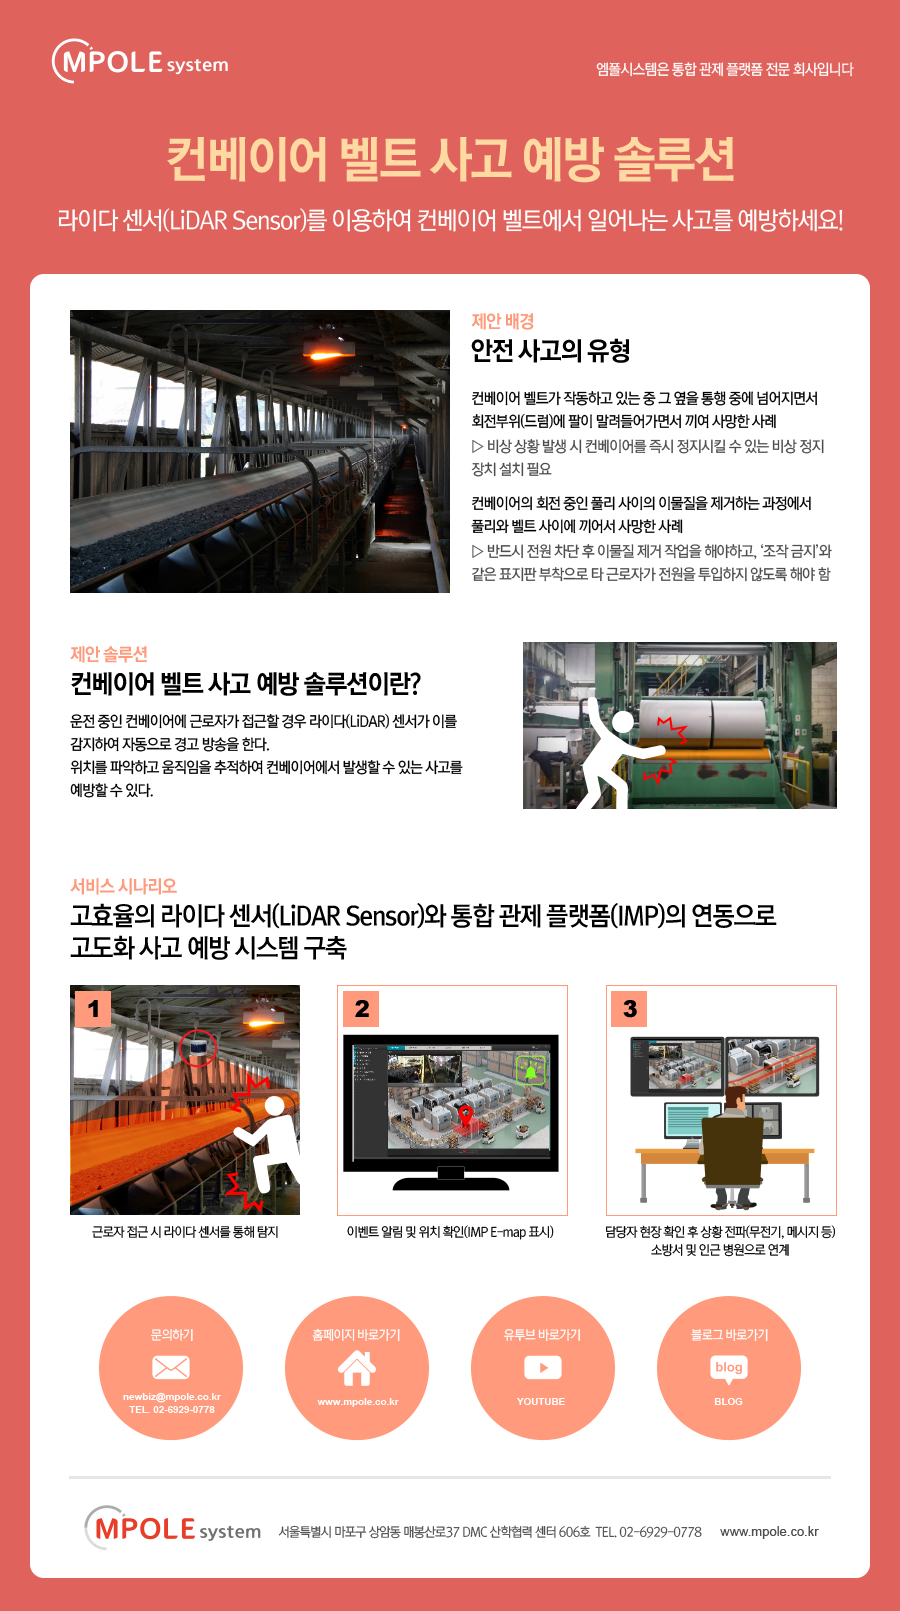 MPOLE system
엠폴시스템은 통합 관제 플랫폼 전문 회사입니다
컨베이어 벨트 사고 예방 솔루션
라이다 센서(LiDAR Sensor)를 이용하여 컨베이어 벨트에서 일어나는 사고를 예방하세요!
제안 배경
안전 사고의 유형
컨베이어 벨트가 작동하고 있는 중 그 옆을 통행 중에 넘어지면서
회전부위(드럼)에 팔이 말려들어가면서 끼여 사망한 사례
▷ 비상 상황 발생 시 컨베이어를 즉시 정지시킬 수 있는 비상 정지
장치 설치 필요
컨베이어의 회전 중인 풀리 사이의 이물질을 제거하는 과정에서
풀리와 벨트 사이에 끼어서 사망한 사례
▷ 반드시 전원 차단 후 이물질 제거 작업을 해야하고, ‘조작 금지’와
같은 표지판 부착으로 타 근로자가 전원을 투입하지 않도록 해야 함
제안 솔루션
컨베이어 벨트 사고 예방 솔루션이란?
운전 중인 컨베이어에 근로자가 접근할 경우 라이다(LiDAR) 센서가 이를
감지하여 자동으로 경고 방송을 한다.
위치를 파악하고 움직임을 추적하여 컨베이어에서 발생할 수 있는 사고를
예방할 수 있다.
서비스 시나리오
고효율의 라이다 센서(LiDAR Sensor)와 통합 관제 플랫폼(IMP)의 연동으로
고도화 사고 예방 시스템 구축
1
2
3
근로자 접근 시 라이다 센서를 통해 탐지
이벤트 알림 및 위치 확인(IMP E-map 표시)
담당자 현장 확인 후 상황 전파(무전기, 메시지 등)
소방서 및 인근 병원으로 연계
문의하기
newbiz@mpole.co.kr
TEL. 02-6929-0778
홈페이지 바로가기
www.mpole.co.kr
유투브 바로가기
YOUTUBE
블로그 바로가기
blog
BLOG
MPOLE system
서울특별시 마포구 상암동 매봉산로37 DMC 산학협력 센터 606호 TEL. 02-6929-0778 www.mpole.co.kr